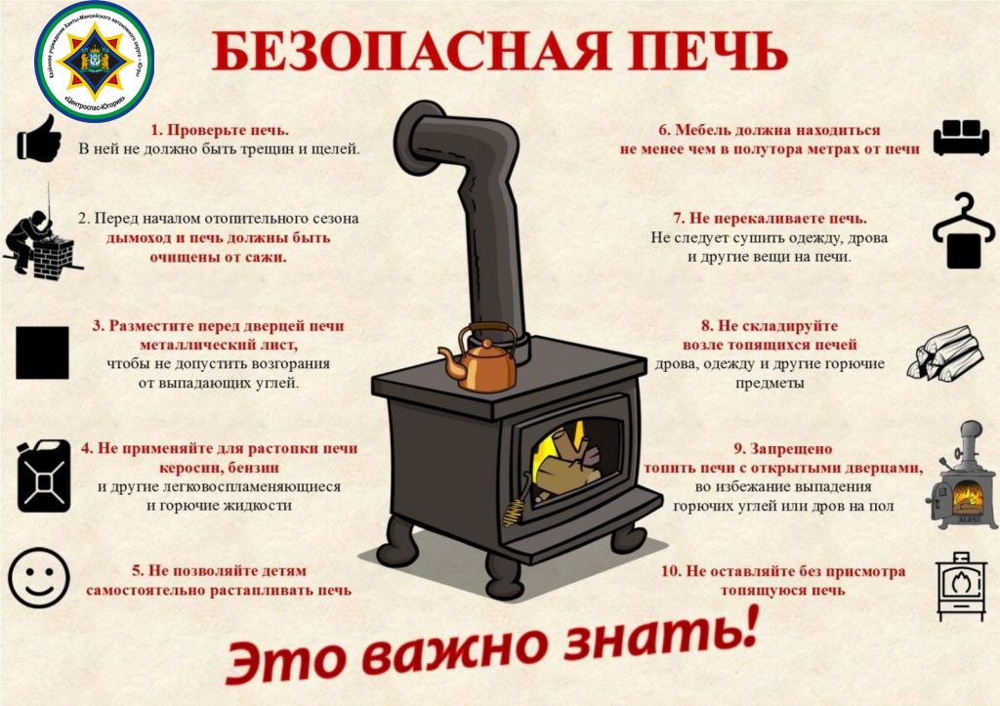 Казённое учреждение Ханты-Мансийского автономного округа – Югры
«Центроспас-Югория»
БЕЗОПАСНАЯ ПЕЧЬ
1. Проверьте печь.
В ней не должно быть трещин и щелей.
2. Перед началом отопительного сезона
дымоход и печь должны быть
очищены от сажи.
3. Разместите перед дверцей печи
металлический лист,
чтобы не допустить возгорания
от выпадающих углей.
4. Не применяйте для растопки печи
керосин, бензин
и другие легковоспламеняющиеся
и горючие жидкости
5. Не позволяйте детям
самостоятельно растапливать печь
6. Мебель должна находиться
не менее чем в полутора метрах от печи
7. Не перекаливаете печь.
Не следует сушить одежду, дрова
и другие вещи на печи.
8. Не складируйте
возле топящихся печей
дрова, одежду и другие горючие
предметы
9. Запрещено
топить печи с открытыми дверцами,
во избежание выпадения
горючих углей или дров на пол
10. Не оставляйте без присмотра
топящуюся печь
Это важно знать!